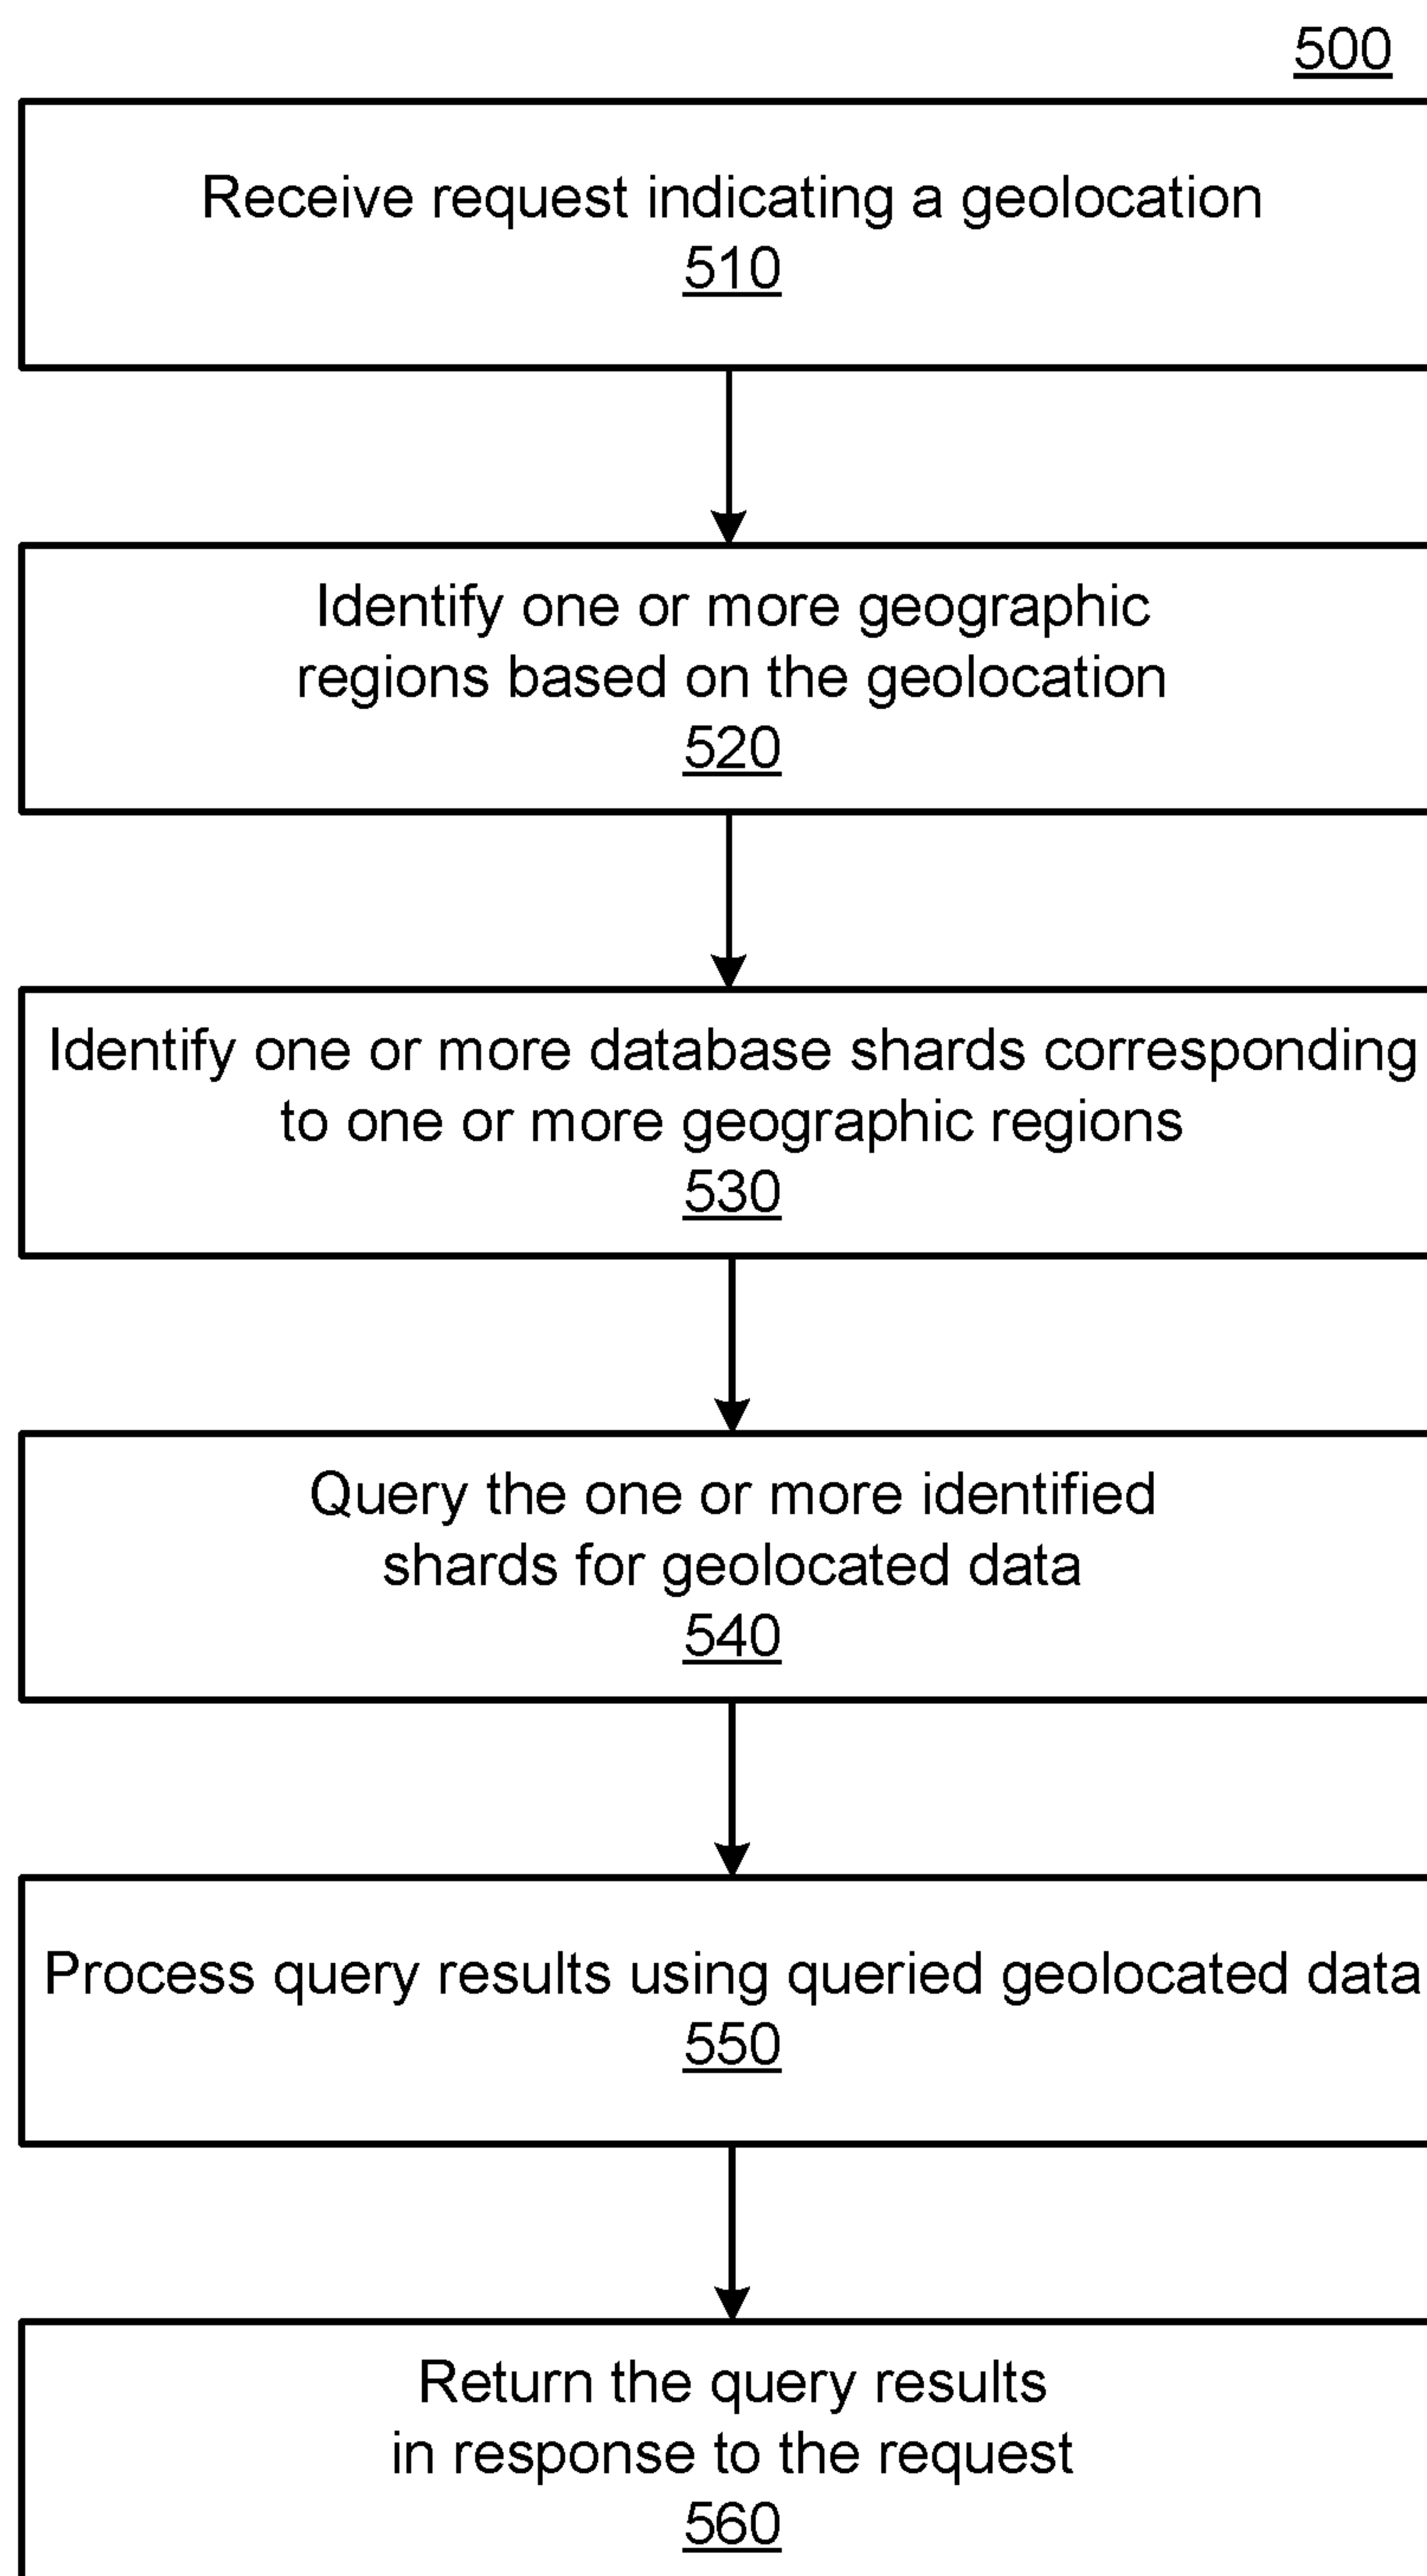 500
Receive request indicating a geolocation
510
Identify one or more geographic
regions based on the geolocation
520
Identify one or more database shards corresponding
to one or more geographic regions
530
Query the one or more identified
shards for geolocated data
540
Process query results using queried geolocated data
550
Return the query results
in response to the request
560